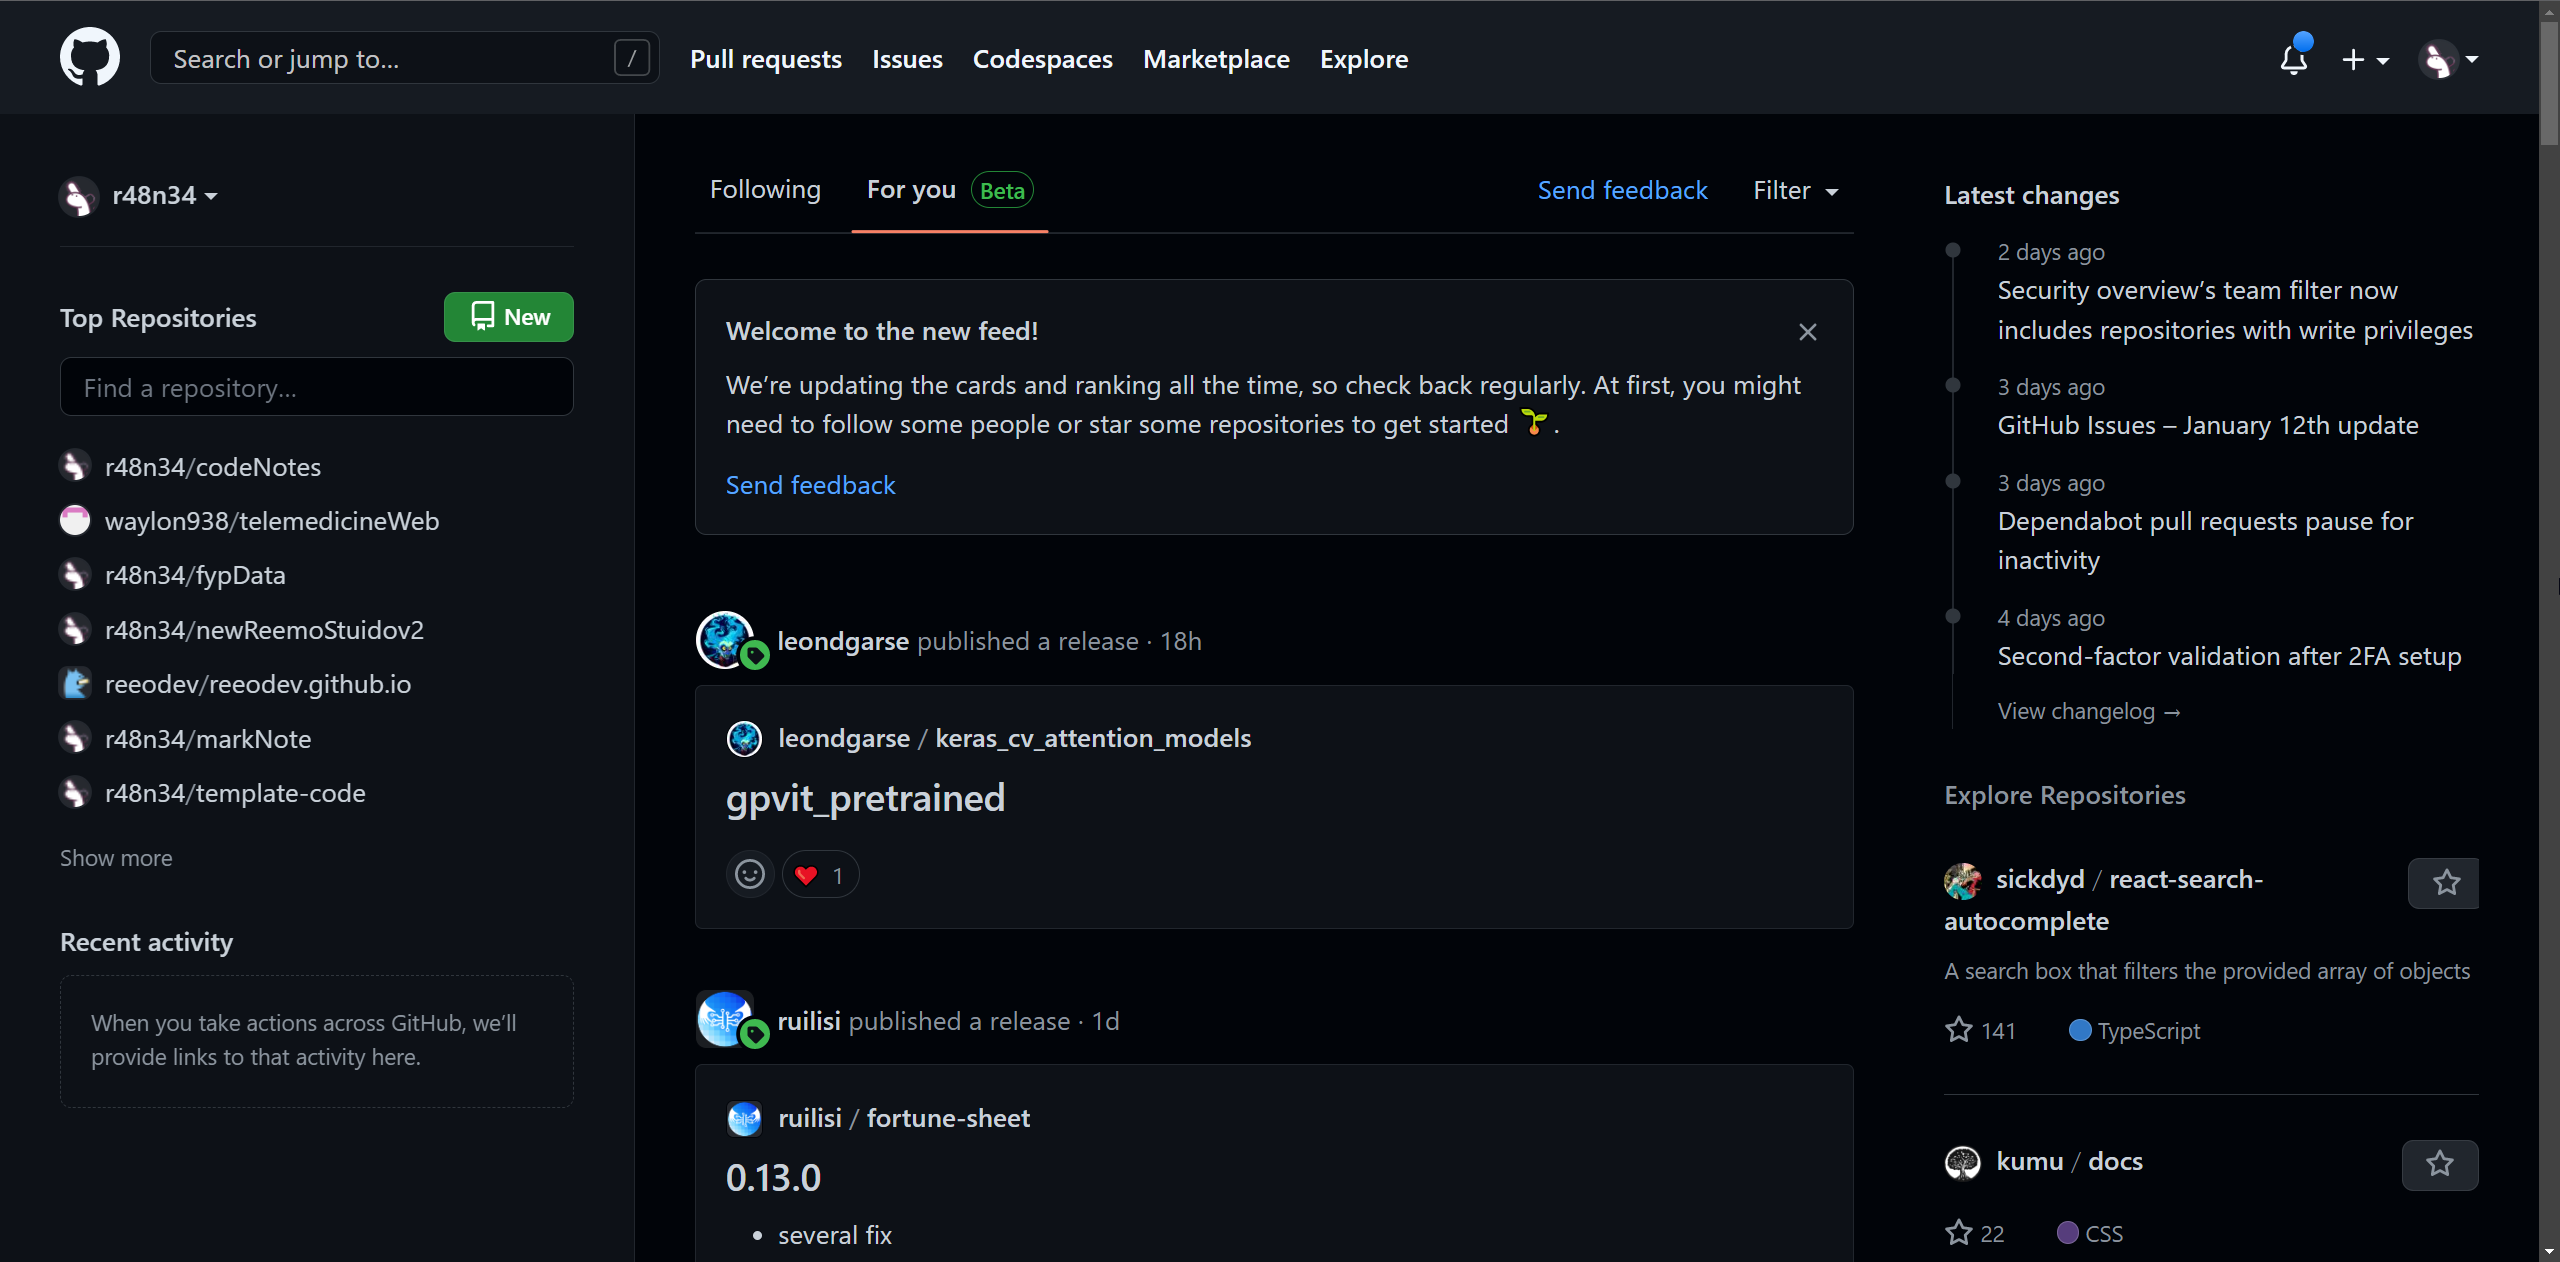 Search or jump to...
/
Pull requests
Issues
Codespaces
Marketplace
Explore
r48n34
Top Repositories
New
Find a repository...
r48n34/codeNotes
waylon938/telemedicineWeb
r48n34/fypData
r48n34/newReemoStuidov2
reeodev/reeodev.github.io
r48n34/markNote
r48n34/template-code
Show more
Recent activity
When you take actions across GitHub, we’ll
provide links to that activity here.
Following
For you Beta
Send feedback
Filter
Welcome to the new feed!
We’re updating the cards and ranking all the time, so check back regularly. At first, you might
need to follow some people or star some repositories to get started 🌱 .
Send feedback
leondgarse published a release · 18h
leondgarse / keras_cv_attention_models
gpvit_pretrained
❤️ 1
ruilisi published a release · 1d
ruilisi / fortune-sheet
0.13.0
• several fix
Latest changes
2 days ago
Security overview’s team filter now
includes repositories with write privileges
3 days ago
GitHub Issues – January 12th update
3 days ago
Dependabot pull requests pause for
inactivity
4 days ago
Second-factor validation after 2FA setup
View changelog →
Explore Repositories
sickdyd / react-search-
autocomplete
A search box that filters the provided array of objects
141
TypeScript
kumu / docs
22
CSS